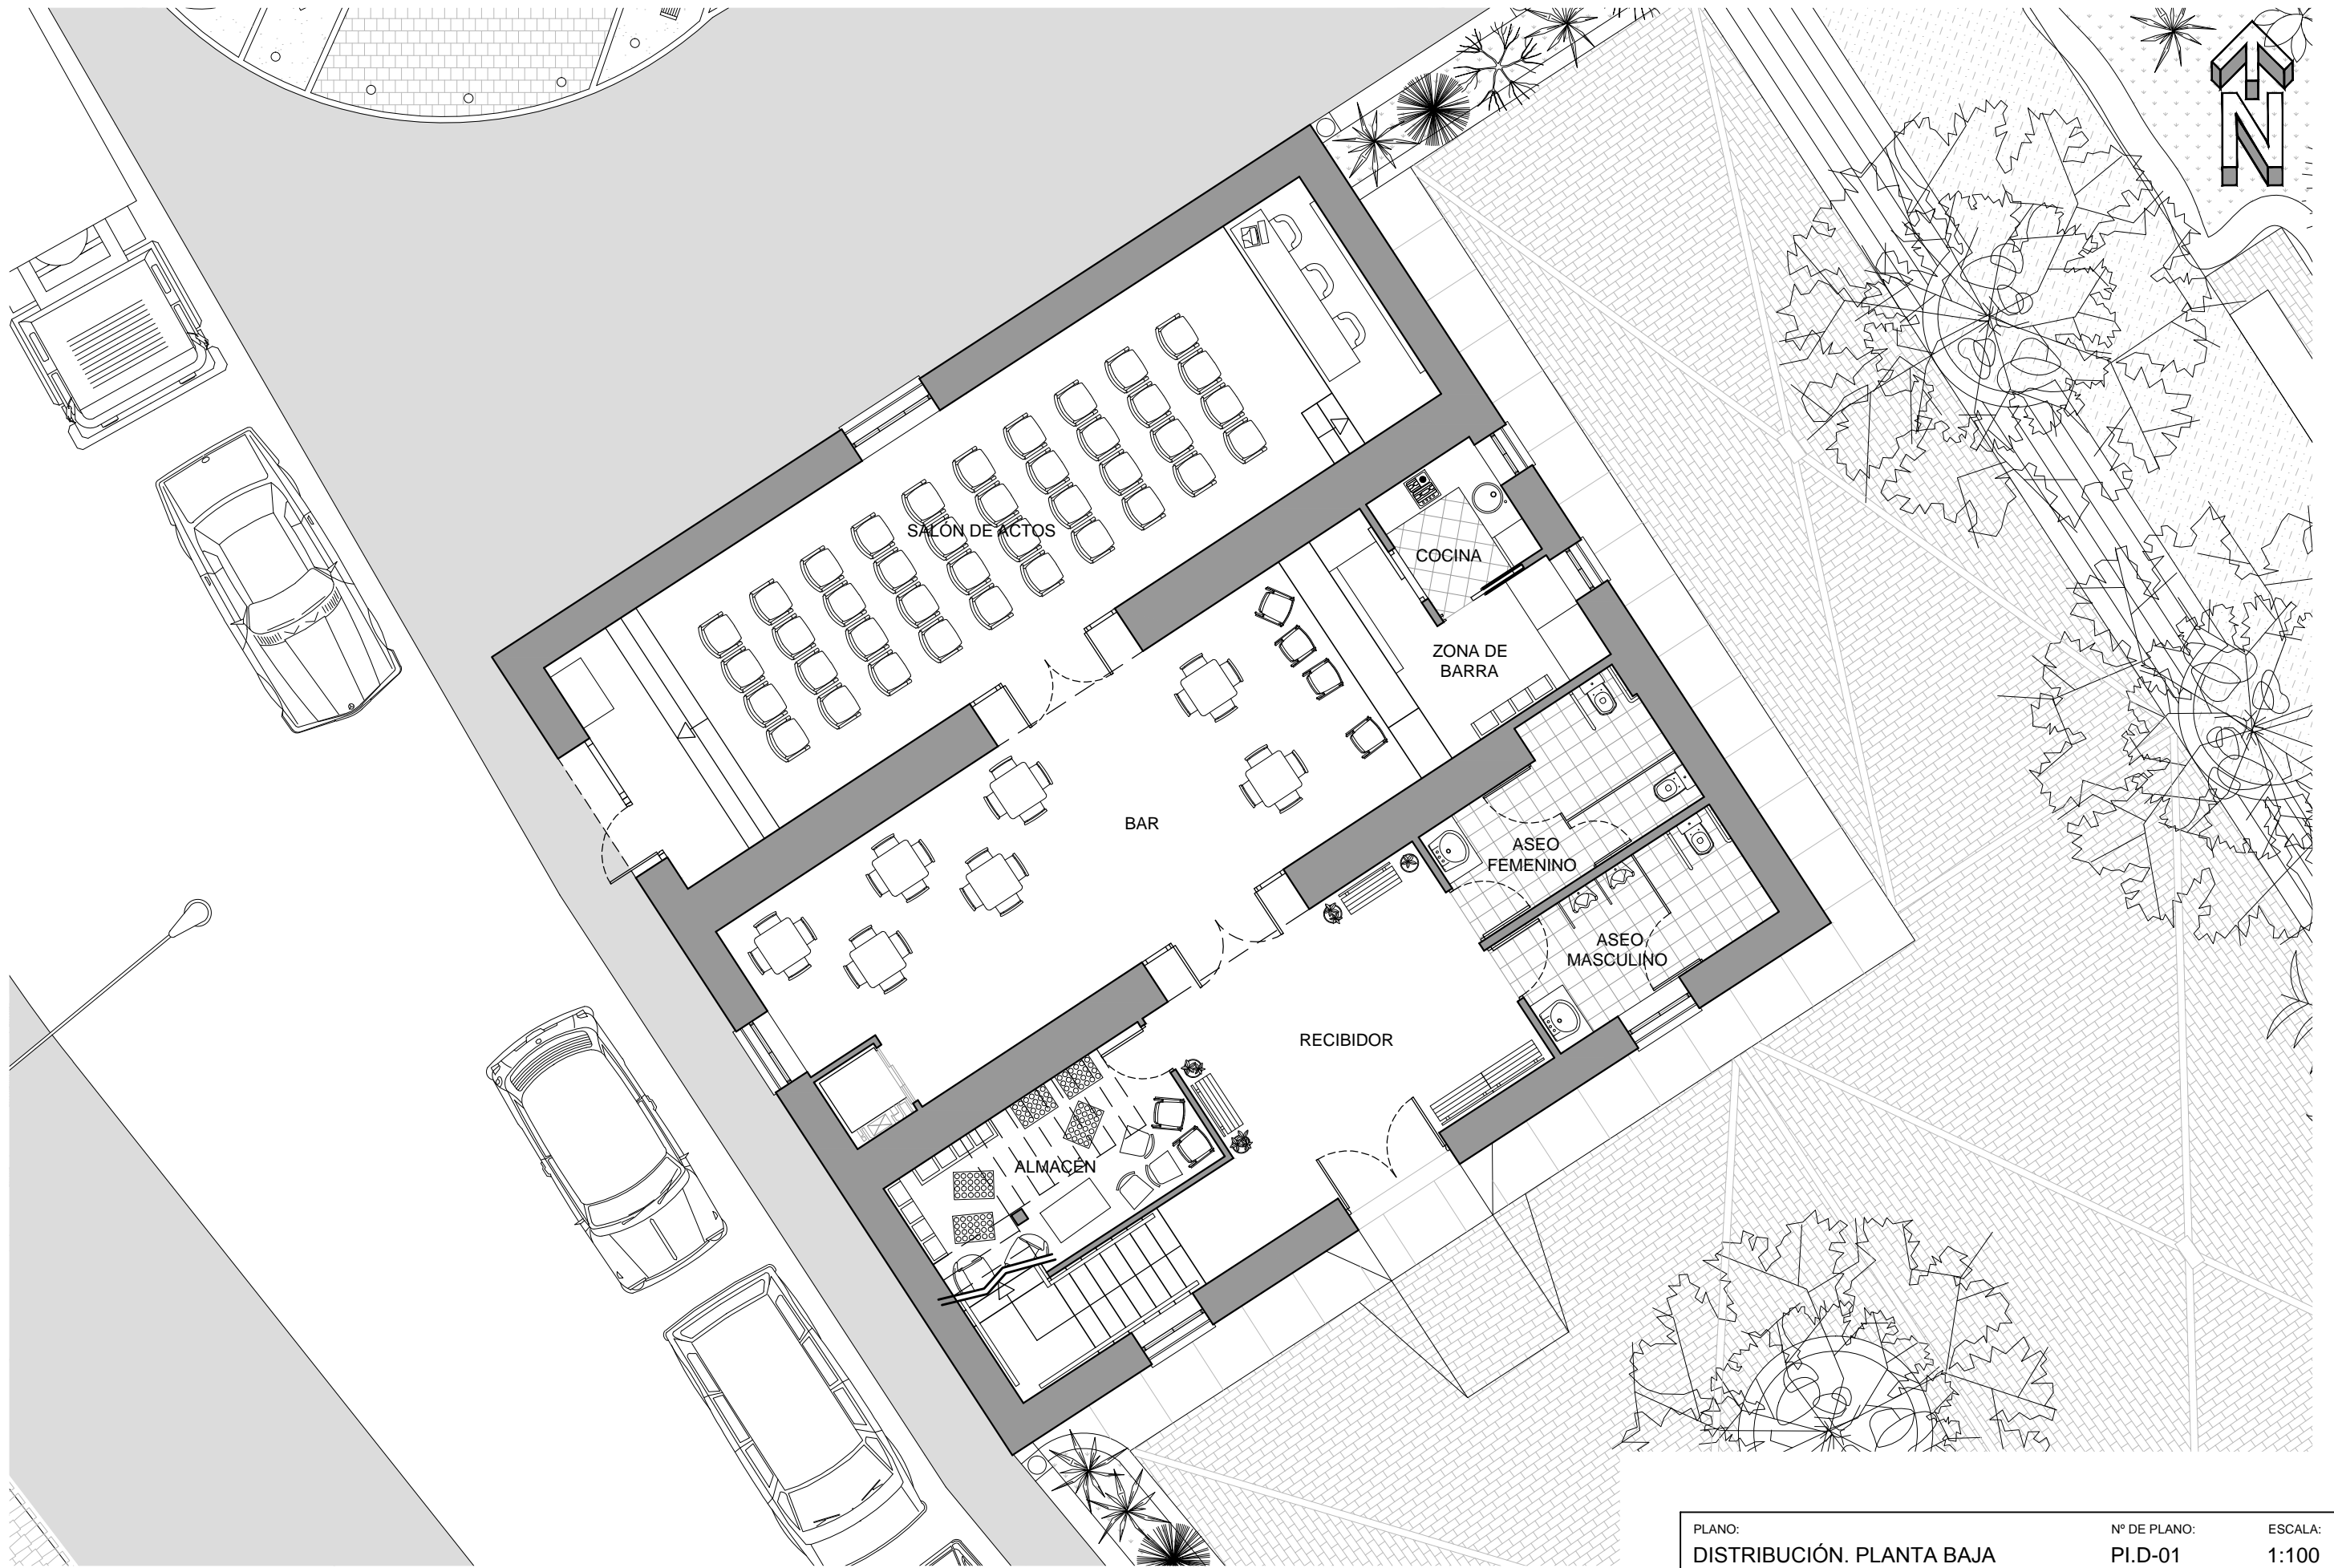 N
SALÓN DE ACTOS
COCINA
ZONA DE
BARRA
BAR
ASEO
FEMENINO
ASEO
MASCULINO
RECIBIDOR
ALMACÉN
PLANO:
Nº DE PLANO:
ESCALA:
DISTRIBUCIÓN. PLANTA BAJA
PI.D-01
1:100